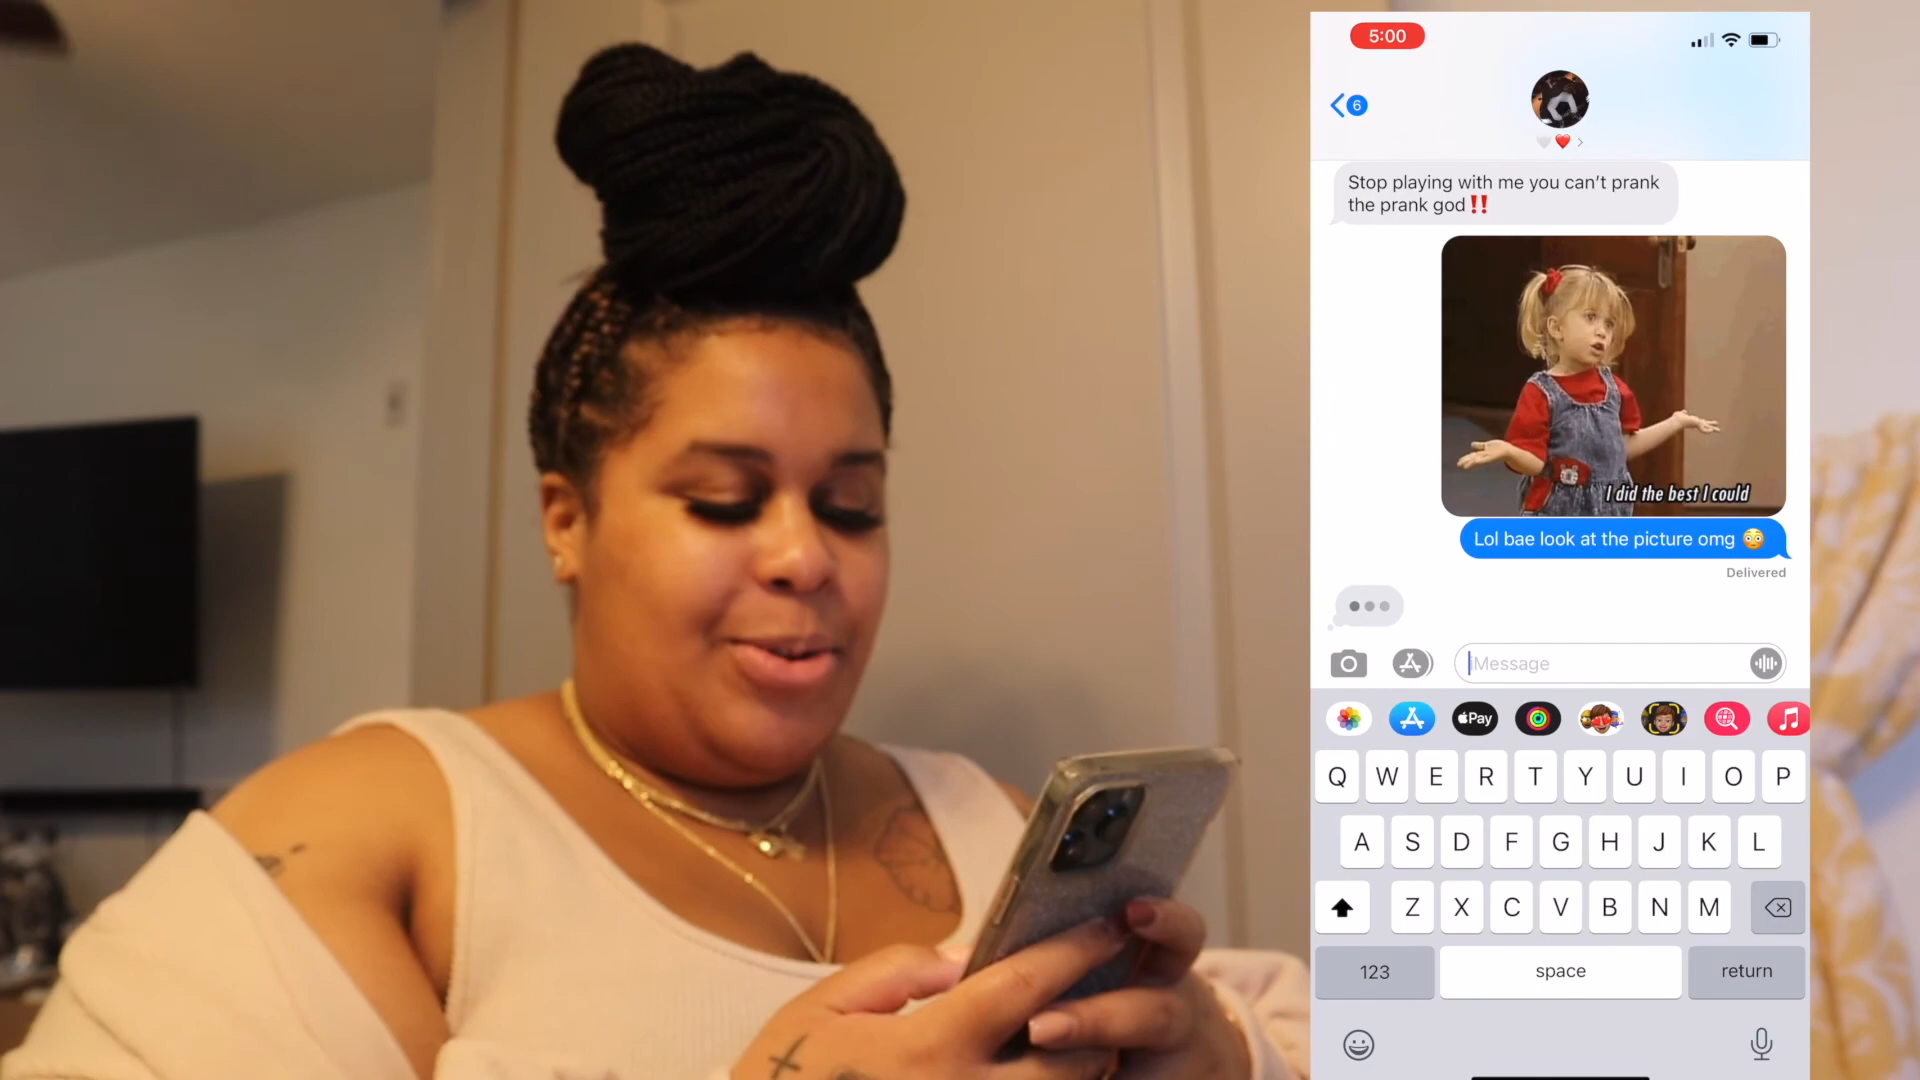 5:00
6
Stop playing with me you can't prank
the prank god‼️
I did the best I could
Lol bae look at the picture omg 😳
Delivered
iMessage
Pay
Q W E R T Y U I O P
A S D F G H J K L
Z X C V B N M
123 space return